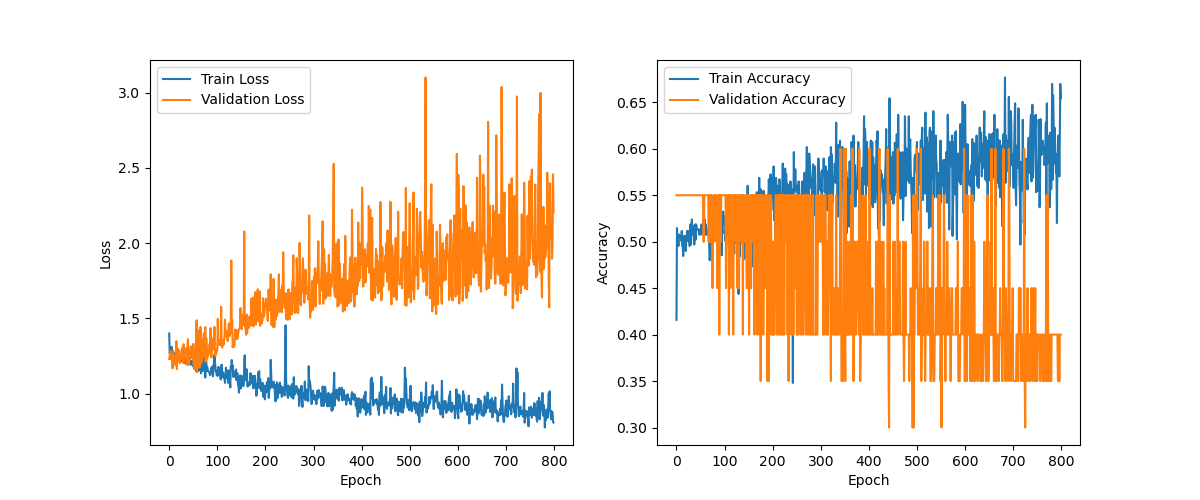 Train Loss
Validation Loss
3.0
2.5
2.0
1.5
1.0
Loss
0 100 200 300 400 500 600 700 800
Epoch
Train Accuracy
Validation Accuracy
0.65
0.60
0.55
0.50
0.45
0.40
0.35
0.30
Accuracy
0 100 200 300 400 500 600 700 800
Epoch